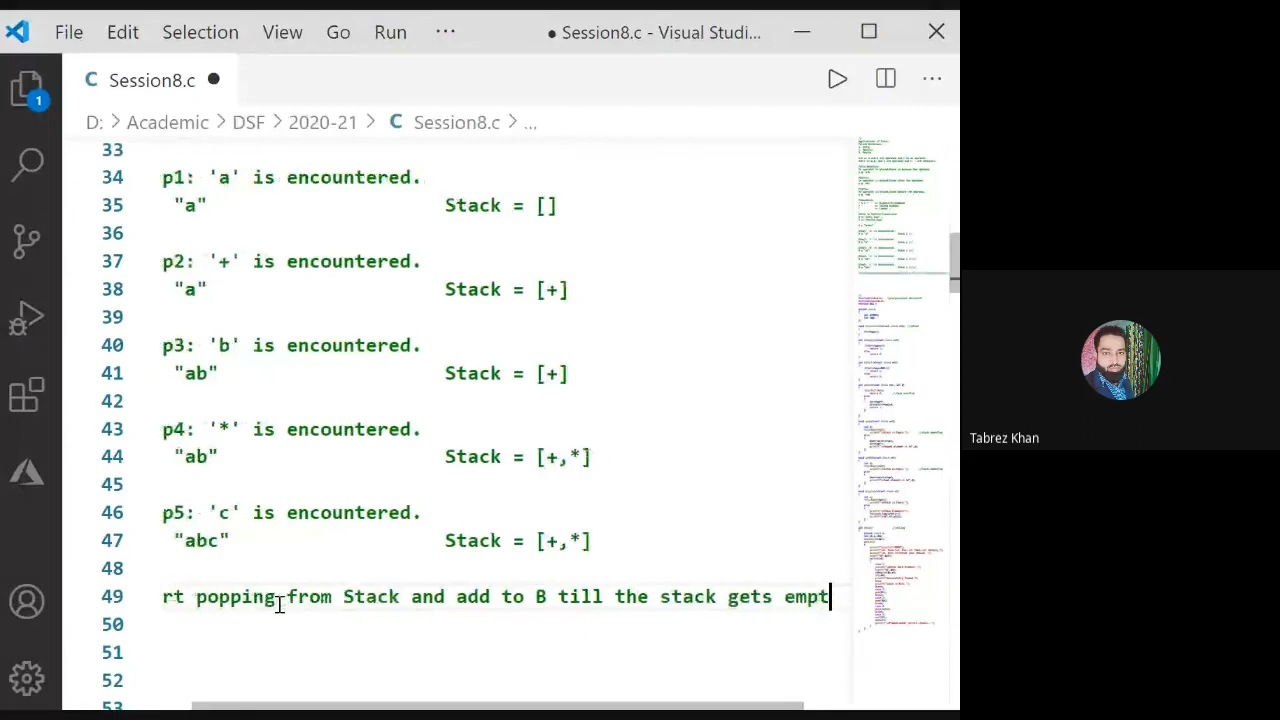 File Edit Selection View Go Run ··· ● Session8.c - Visual Studi...
C Session8.c ●
D: > Academic > DSF > 2020-21 > C Session8.c > ...
1
33
34 p1: 'a' is encountered.
35 "a" Stack = []
36
37 p2: '+' is encountered.
38 "a" Stack = [+]
39
40 p3: 'b' is encountered.
41 "ab" Stack = [+]
42
43 p4: '*' is encountered.
44 "ab" Stack = [+,*]
45
46 p5: 'c' is encountered.
47 "abc" Stack = [+,*]
48
49 rt popping from Stack and add to B till the stack gets empt
50
51
52
53
Tabrez Khan